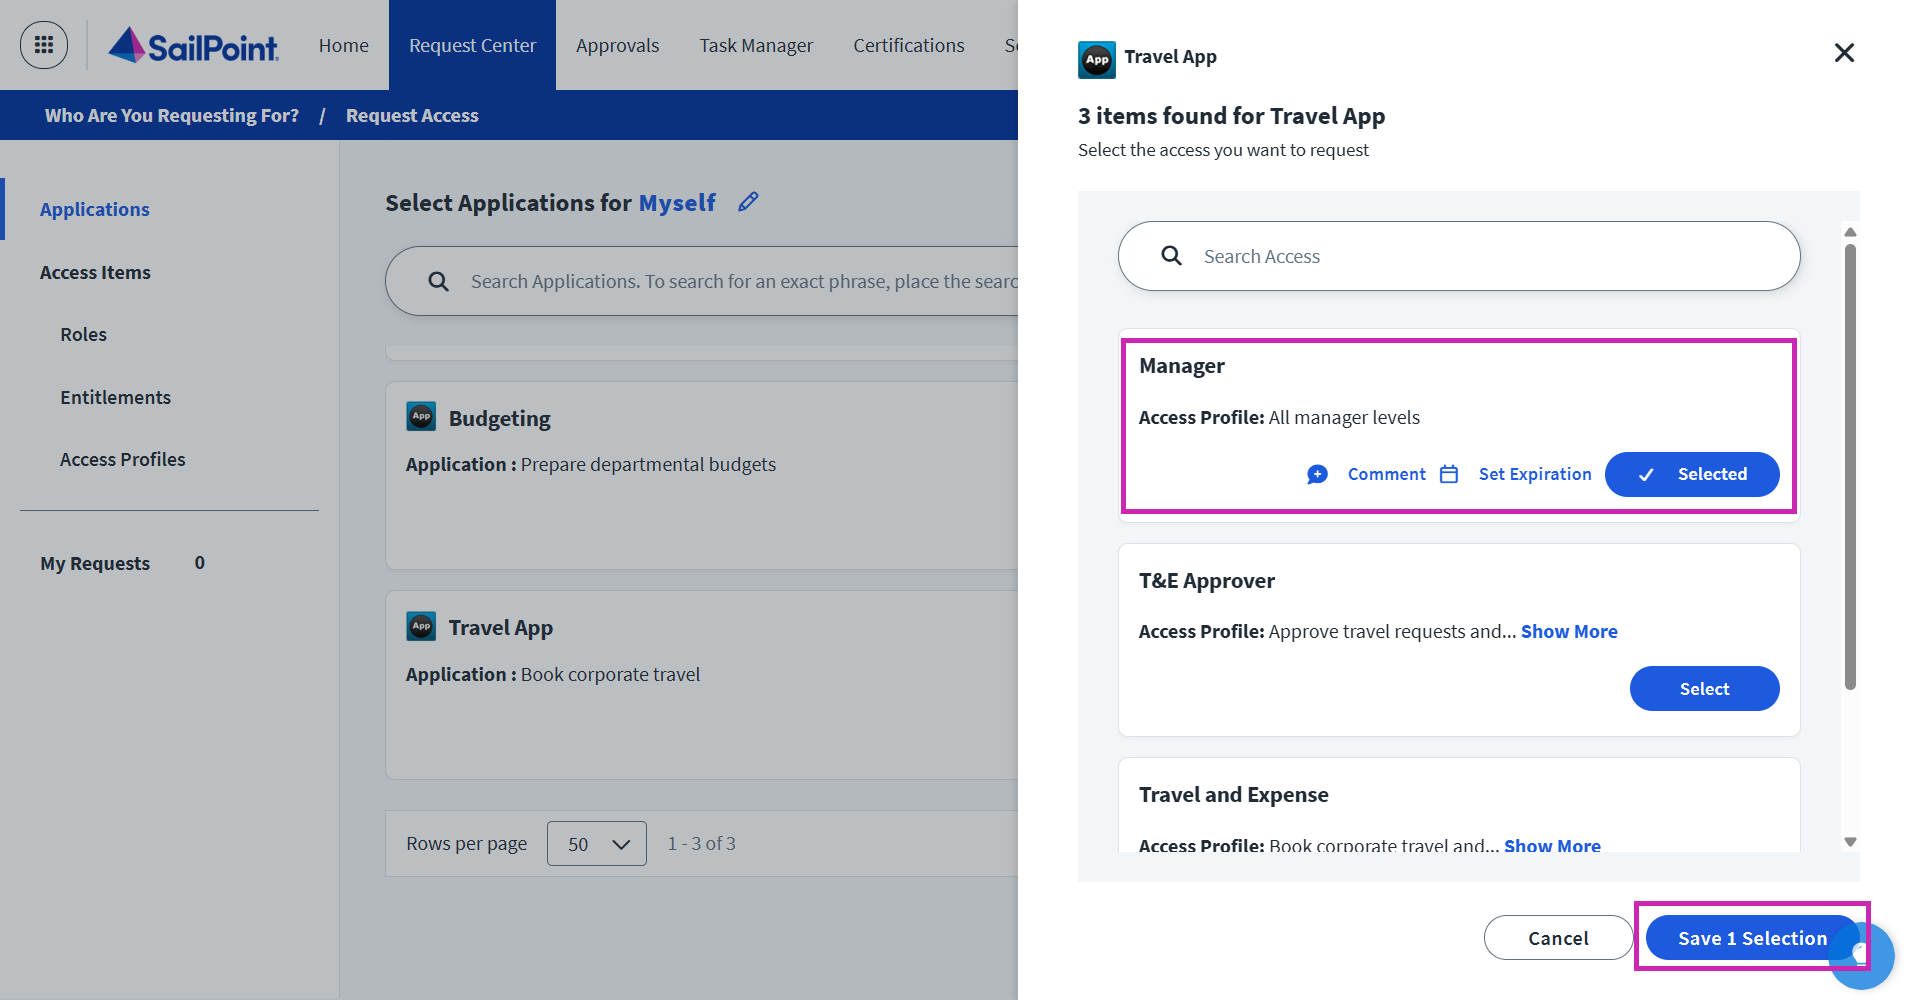 SailPoint
Home
Request Center
Approvals
Task Manager
Certifications
Who Are You Requesting For? / Request Access
Applications
Access Items
Roles
Entitlements
Access Profiles
My Requests 0
Select Applications for Myself
Search Applications. To search for an exact phrase, place the searc
App Budgeting
Application : Prepare departmental budgets
App Travel App
Application : Book corporate travel
Rows per page 50 1 - 3 of 3
App Travel App
3 items found for Travel App
Select the access you want to request
Search Access
Manager
Access Profile: All manager levels
Comment Set Expiration Selected
T&E Approver
Access Profile: Approve travel requests and... Show More
Select
Travel and Expense
Access Profile: Book corporate travel and... Show More
Cancel Save 1 Selection